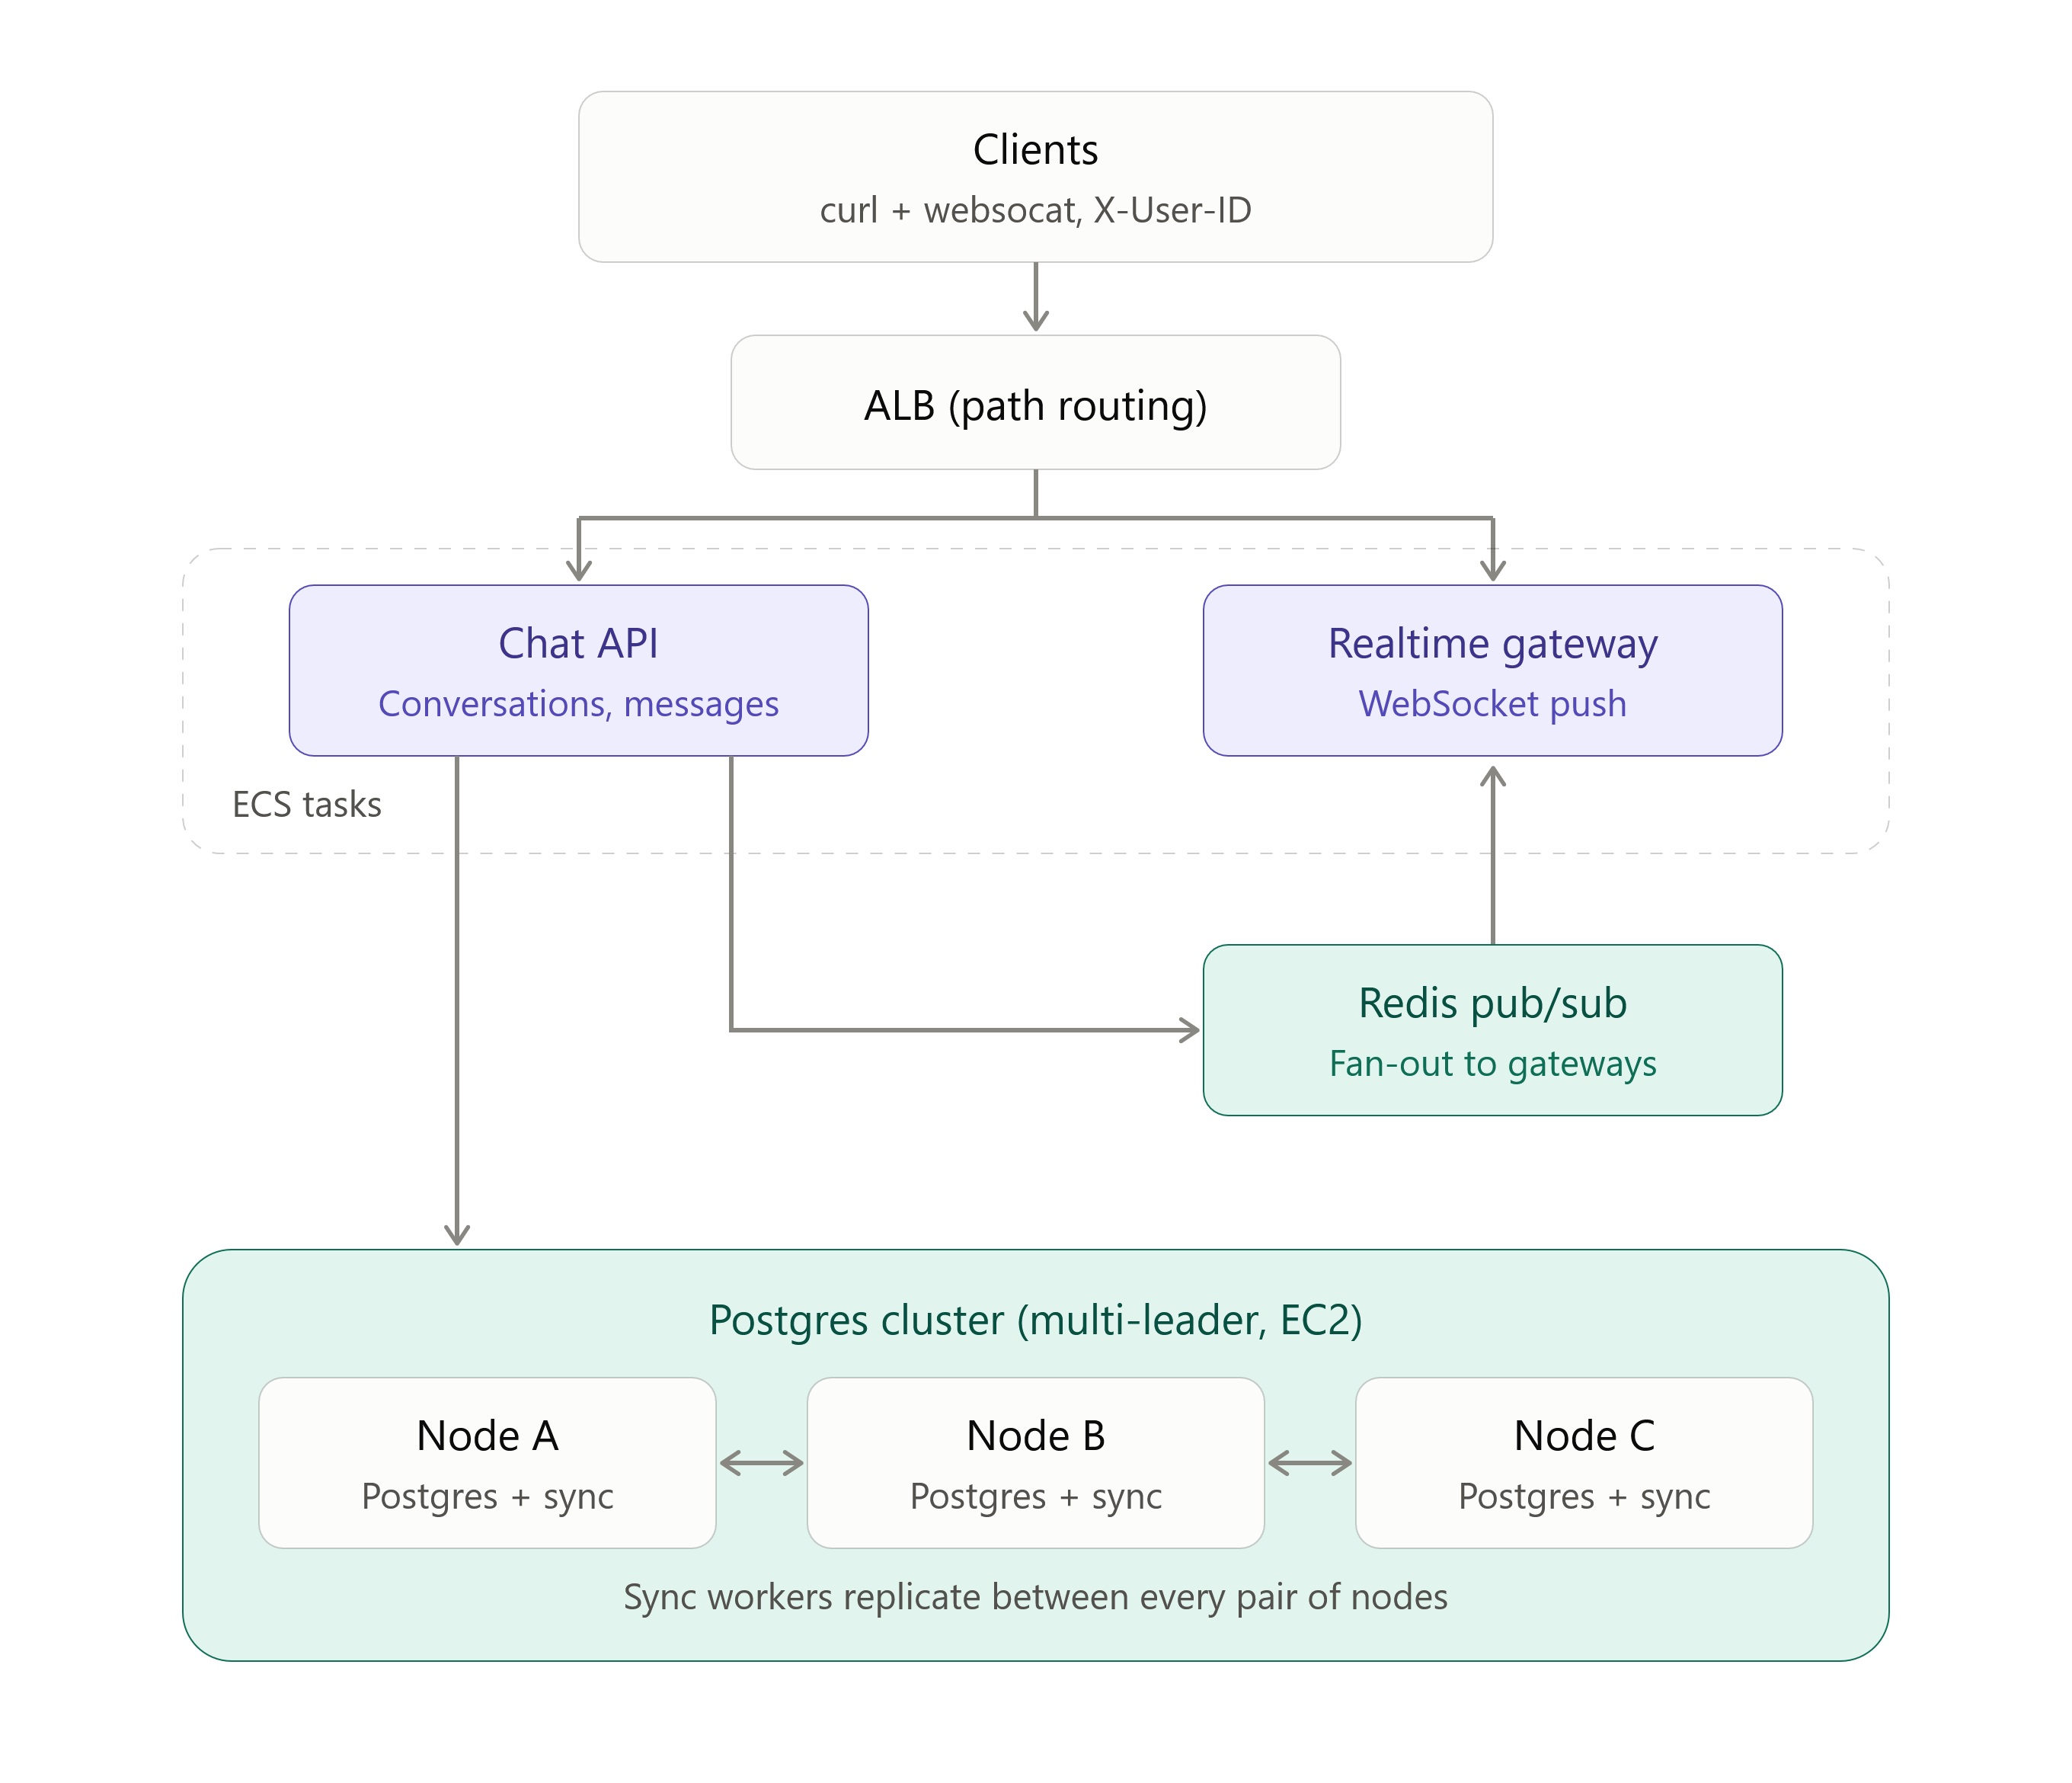 Clients
curl + websocat, X-User-ID
ALB (path routing)
Chat API
Conversations, messages
Realtime gateway
WebSocket push
ECS tasks
Redis pub/sub
Fan-out to gateways
Postgres cluster (multi-leader, EC2)
Node A
Postgres + sync
Node B
Postgres + sync
Node C
Postgres + sync
Sync workers replicate between every pair of nodes